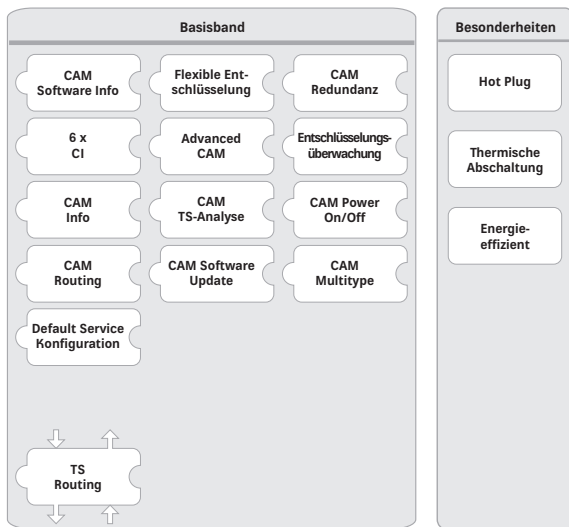 Basisband
CAM
Software Info
Flexible Ent-
schlüsselung
CAM
Redundanz
6 x
CI
Advanced
CAM
Entschlüsselungs-
überwachung
CAM
Info
CAM
TS-Analyse
CAM Power
On/Off
CAM
Routing
CAM Software
Update
CAM
Multitype
Default Service
Konfiguration
TS
Routing
Besonderheiten
Hot Plug
Thermische
Abschaltung
Energie-
effizient